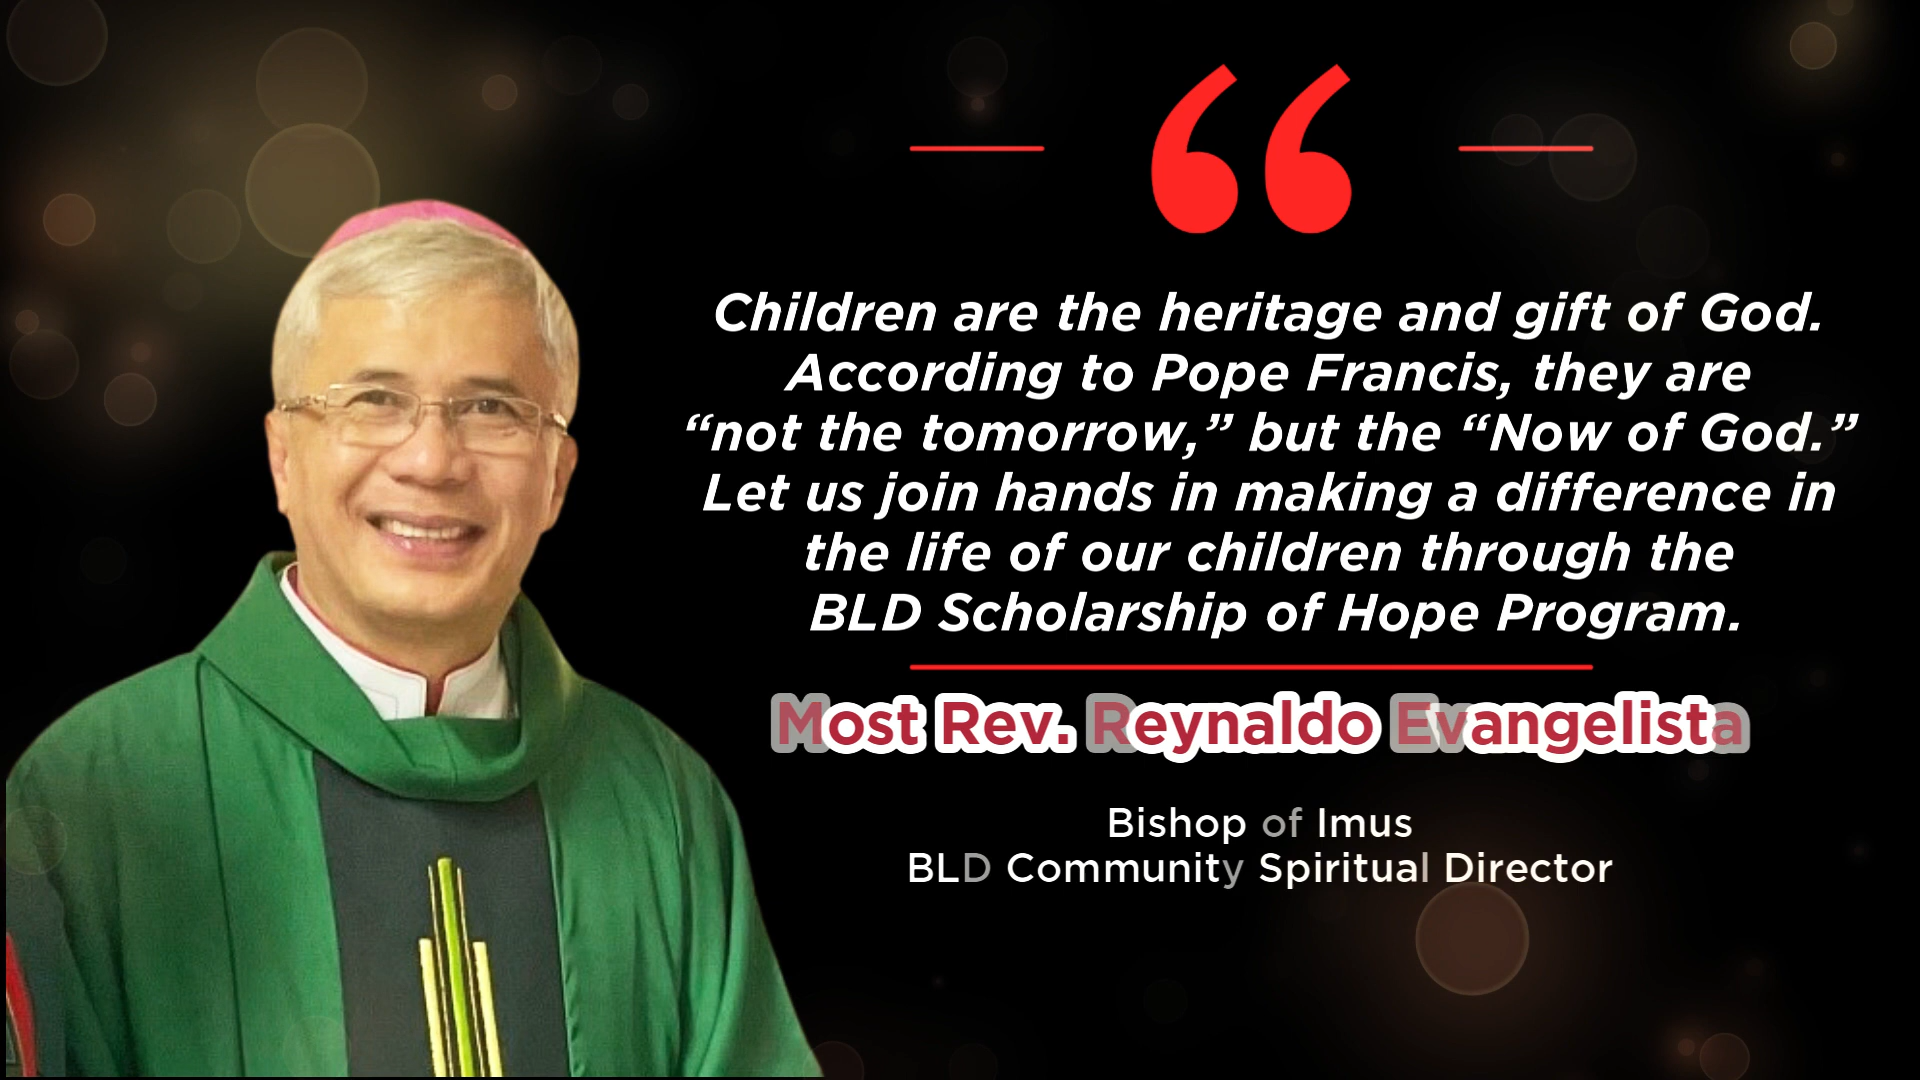 Children are the heritage and gift of God.
According to Pope Francis, they are
“not the tomorrow,” but the “Now of God.”
Let us join hands in making a difference in
the life of our children through the
BLD Scholarship of Hope Program.
Most Rev. Reynaldo Evangelista
Bishop of Imus
BLD Community Spiritual Director